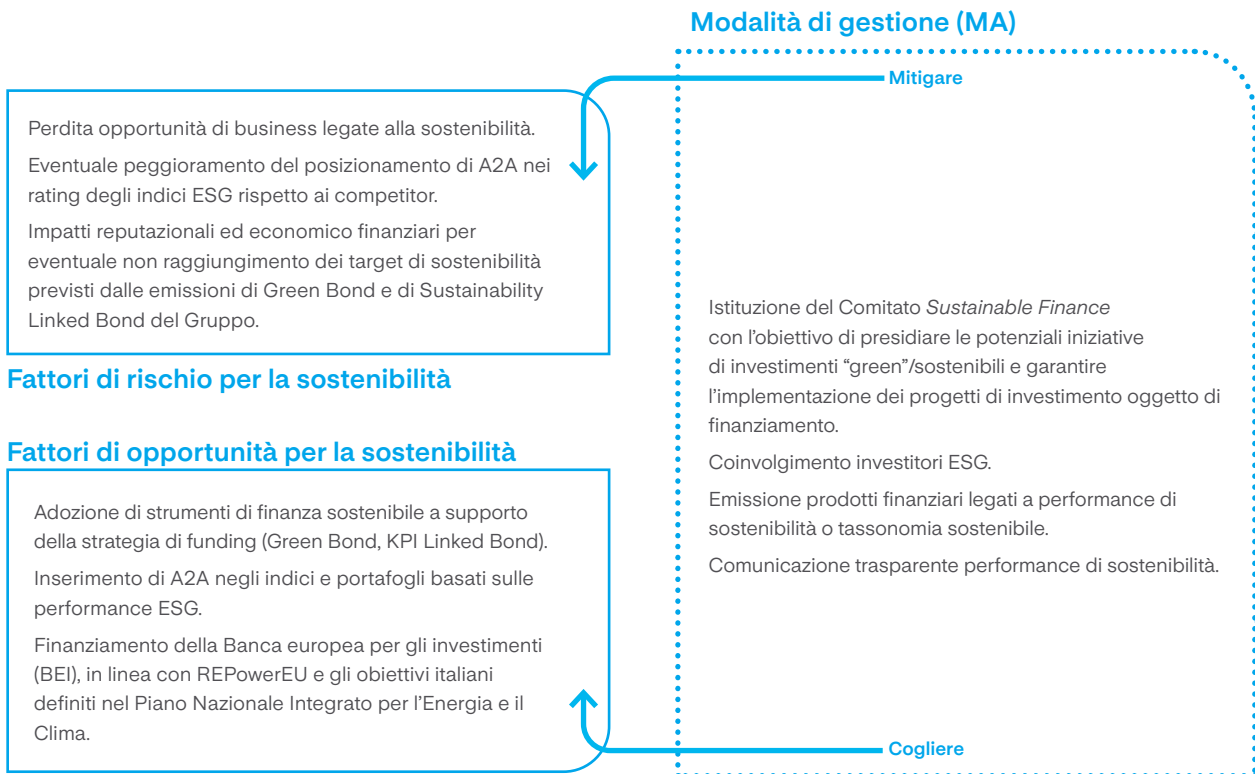 Modalità di gestione (MA)
Mitigare
Perdita opportunità di business legate alla sostenibilità.
Eventuale peggioramento del posizionamento di A2A nei
rating degli indici ESG rispetto ai competitor.
Impatti reputazionali ed economico finanziari per
eventuale non raggiungimento dei target di sostenibilità
previsti dalle emissioni di Green Bond e di Sustainability
Linked Bond del Gruppo.
Fattori di rischio per la sostenibilità
Fattori di opportunità per la sostenibilità
Adozione di strumenti di finanza sostenibile a supporto
della strategia di funding (Green Bond, KPI Linked Bond).
Inserimento di A2A negli indici e portafogli basati sulle
performance ESG.
Finanziamento della Banca europea per gli investimenti
(BEI), in linea con REPowerEU e gli obiettivi italiani
definiti nel Piano Nazionale Integrato per l’Energia e il
Clima.
Istituzione del Comitato Sustainable Finance
con l’obiettivo di presidiare le potenziali iniziative
di investimenti “green”/sostenibili e garantire
l’implementazione dei progetti di investimento oggetto di
finanziamento.
Coinvolgimento investitori ESG.
Emissione prodotti finanziari legati a performance di
sostenibilità o tassonomia sostenibile.
Comunicazione trasparente performance di sostenibilità.
Cogliere